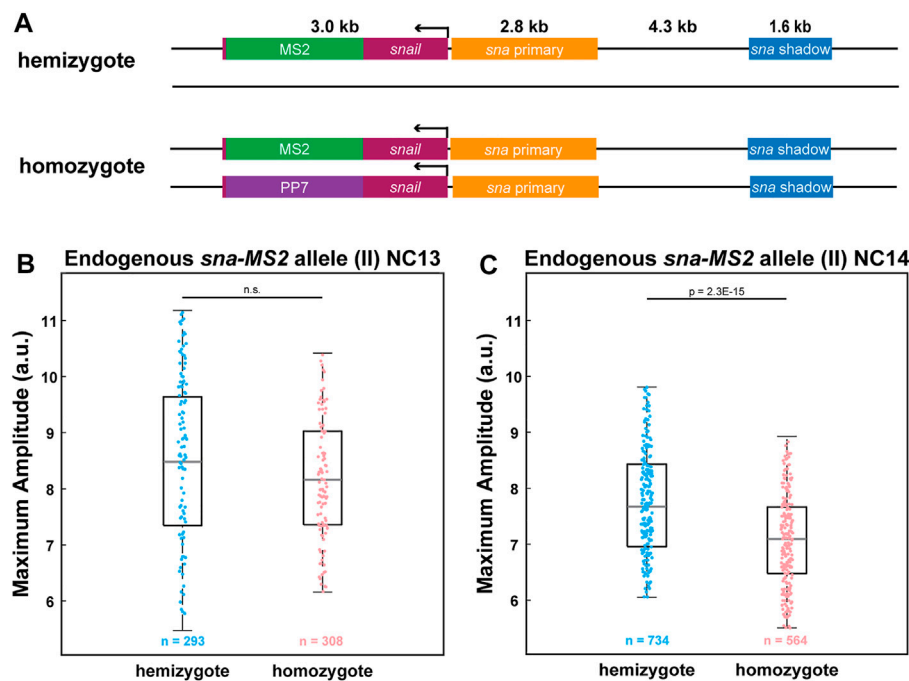 A
3.0 kb 2.8 kb 4.3 kb 1.6 kb
hemizygote
MS2 snail sna primary sna shadow
homozygote
MS2 snail sna primary sna shadow
PP7 snail sna primary sna shadow
B Endogenous sna-MS2 allele (II) NC13
n.s.
Maximum Amplitude (a.u.)
11
10
9
8
7
6
n = 293 n = 308
hemizygote homozygote
C Endogenous sna-MS2 allele (II) NC14
p = 2.3E-15
Maximum Amplitude (a.u.)
11
10
9
8
7
6
n = 734 n = 564
hemizygote homozygote